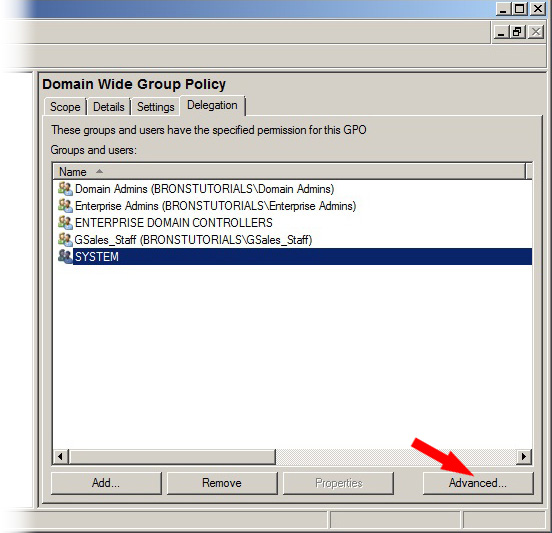 Domain Wide Group Policy
Scope Details Settings Delegation
These groups and users have the specified permission for this GPO
Groups and users:
Name
Domain Admins (BRONSTUTORIALS\Domain Admins)
Enterprise Admins (BRONSTUTORIALS\Enterprise Admins)
ENTERPRISE DOMAIN CONTROLLERS
GSales_Staff (BRONSTUTORIALS\GSales_Staff)
SYSTEM
Add... Remove Properties Advanced...